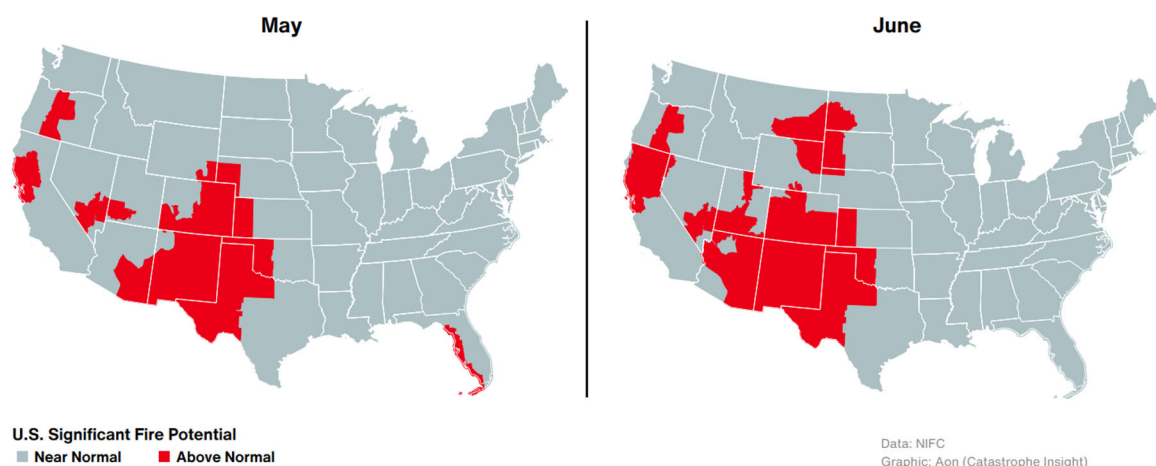 May
June
U.S. Significant Fire Potential
Near Normal
Above Normal
Data: NIFC
Graphic: Aon (Catastrophe Insight)